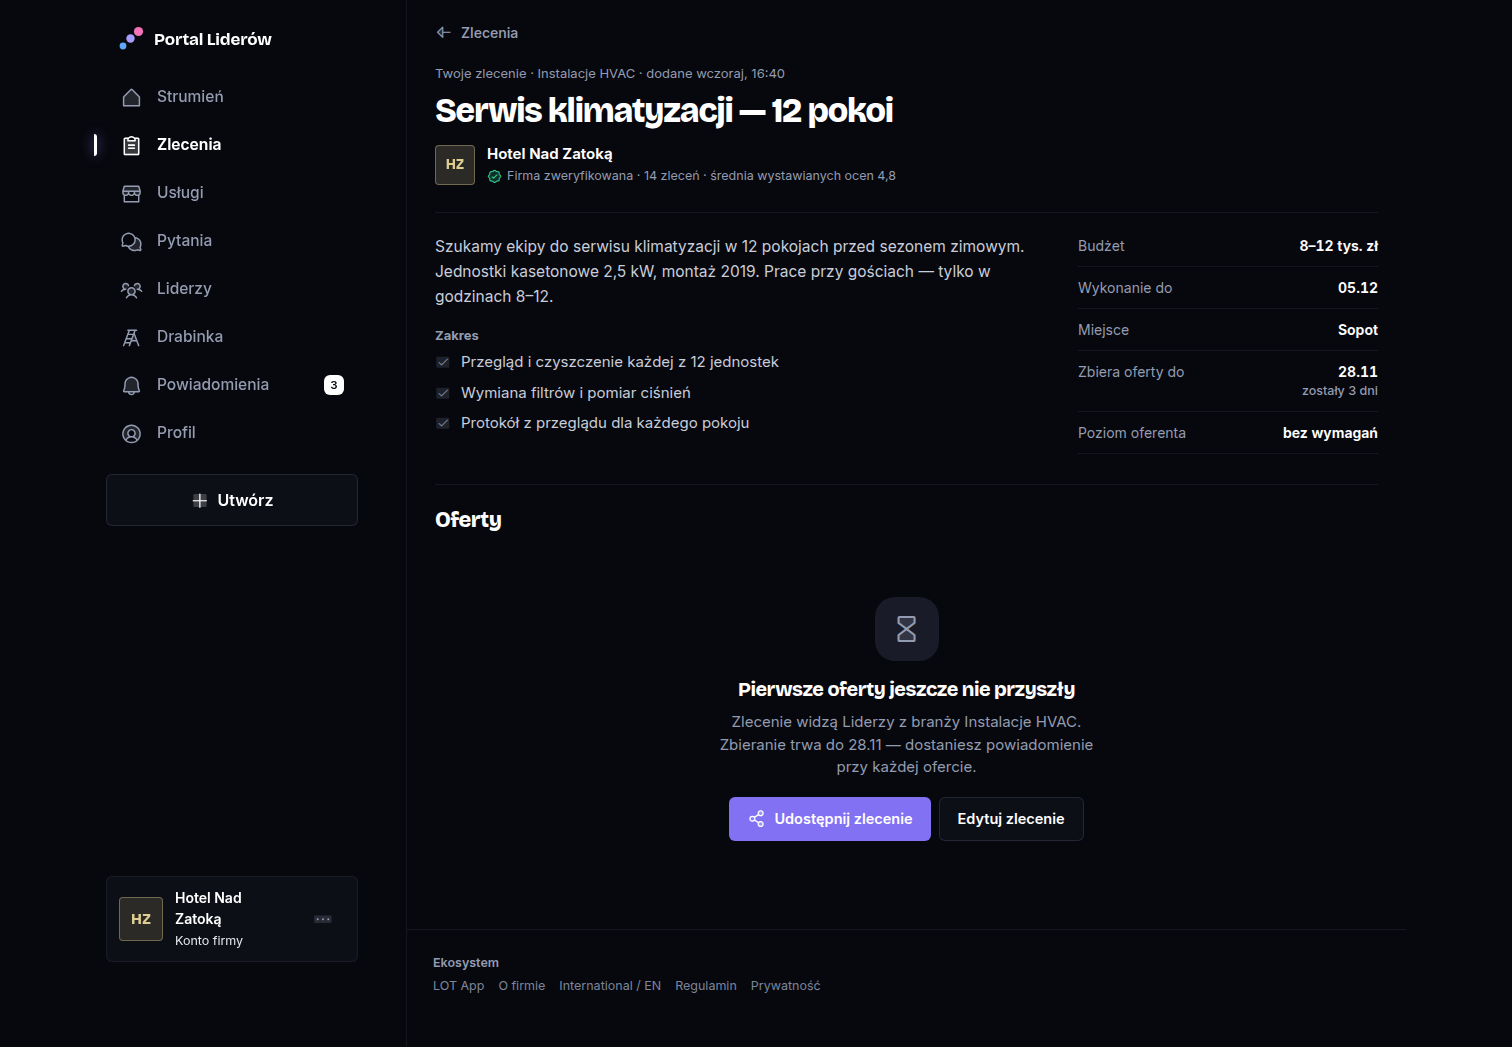 Portal Liderów
Strumień
Zlecenia
Usługi
Pytania
Liderzy
Drabinka
Powiadomienia 3
Profil
Utwórz
HZ
Hotel Nad
Zatoką
Konto firmy
Zlecenia
Twoje zlecenie · Instalacje HVAC · dodane wczoraj, 16:40
Serwis klimatyzacji — 12 pokoi
HZ
Hotel Nad Zatoką
Firma zweryfikowana · 14 zleceń · średnia wystawianych ocen 4,8
Szukamy ekipy do serwisu klimatyzacji w 12 pokojach przed sezonem zimowym.
Jednostki kasetonowe 2,5 kW, montaż 2019. Prace przy gościach — tylko w
godzinach 8–12.
Zakres
Przegląd i czyszczenie każdej z 12 jednostek
Wymiana filtrów i pomiar ciśnień
Protokół z przeglądu dla każdego pokoju
Budżet 8–12 tys. zł
Wykonanie do 05.12
Miejsce Sopot
Zbiera oferty do 28.11
zostały 3 dni
Poziom oferenta bez wymagań
Oferty
Pierwsze oferty jeszcze nie przyszły
Zlecenie widzą Liderzy z branży Instalacje HVAC.
Zbieranie trwa do 28.11 — dostaniesz powiadomienie
przy każdej ofercie.
Udostępnij zlecenie
Edytuj zlecenie
Ekosystem
LOT App O firmie International / EN Regulamin Prywatność